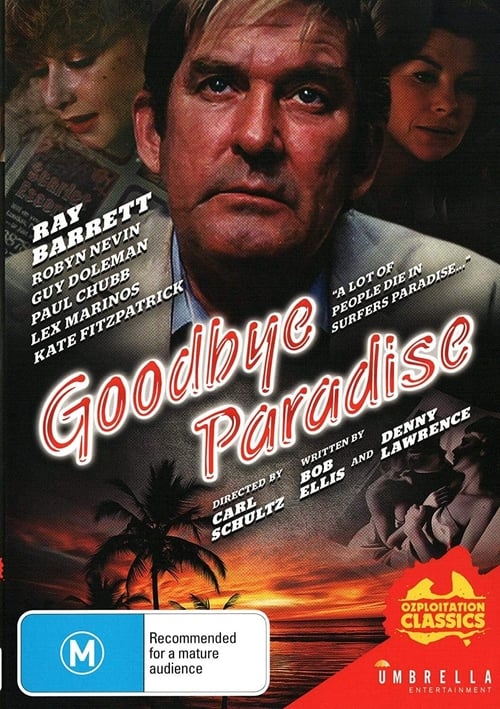 RAY
BARRETT
ROBYN NEVIN
GUY DOLEMAN
PAUL CHUBB
LEX MARINOS
KATE FITZPATRICK
"A LOT OF
PEOPLE DIE IN
SURFERS PARADISE..."
Goodbye
Paradise
DIRECTED BY
CARL
SCHULTZ
WRITTEN BY
BOB
ELLIS
AND
DENNY
LAWRENCE
OZPLOITATION
CLASSICS
M
Recommended
for a mature
audience
UMBRELLA
ENTERTAINMENT